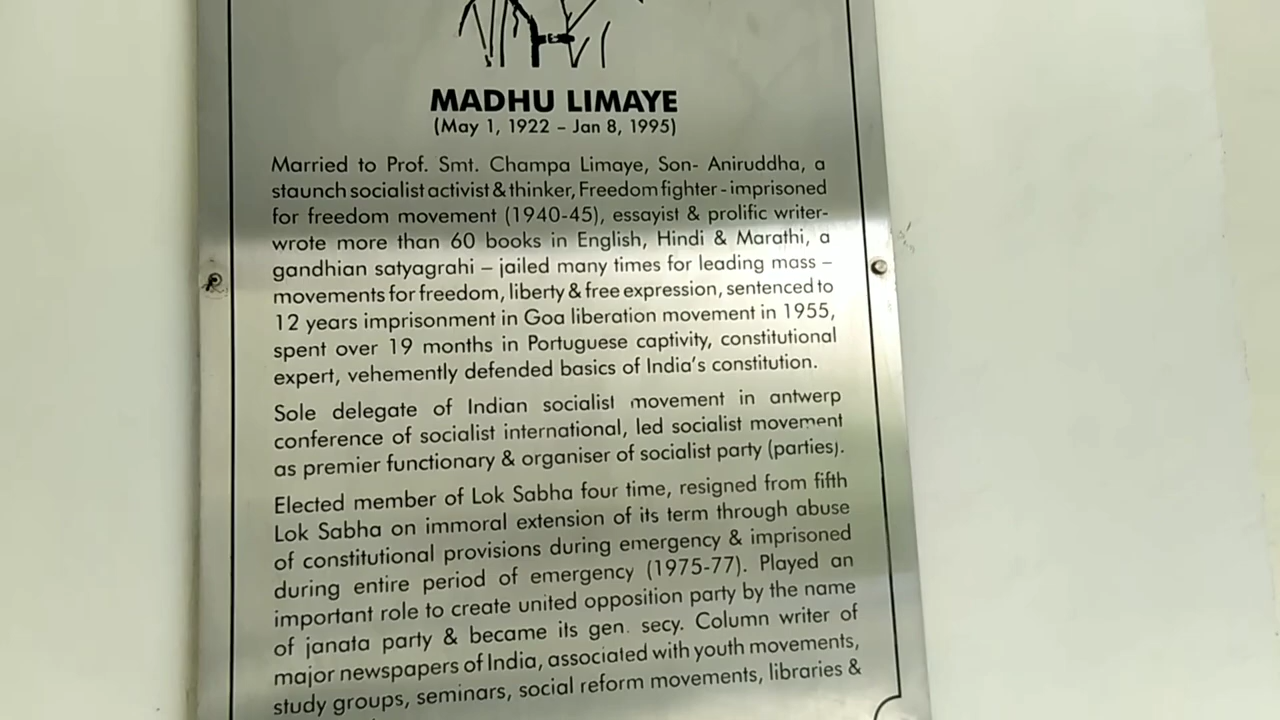 MADHU LIMAYE
(May 1, 1922 – Jan 8, 1995)
Married to Prof. Smt. Champa Limaye, Son- Aniruddha, a
staunch socialist activist & thinker, Freedom fighter - imprisoned
for freedom movement (1940-45), essayist & prolific writer-
wrote more than 60 books in English, Hindi & Marathi, a
gandhian satyagrahi – jailed many times for leading mass –
movements for freedom, liberty & free expression, sentenced to
12 years imprisonment in Goa liberation movement in 1955,
spent over 19 months in Portuguese captivity, constitutional
expert, vehemently defended basics of India's constitution.
Sole delegate of Indian socialist movement in antwerp
conference of socialist international, led socialist movement
as premier functionary & organiser of socialist party (parties).
Elected member of Lok Sabha four time, resigned from fifth
Lok Sabha on immoral extension of its term through abuse
of constitutional provisions during emergency & imprisoned
during entire period of emergency (1975-77). Played an
important role to create united opposition party by the name
of janata party & became its gen. secy. Column writer of
major newspapers of India, associated with youth movements,
study groups, seminars, social reform movements, libraries &